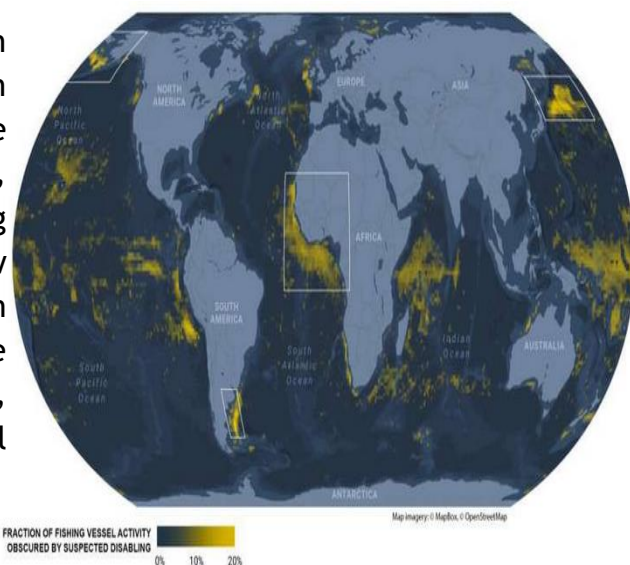 NORTH
AMERICA
EUROPE
ASIA
North
Pacific
Ocean
North
Atlantic
Ocean
AFRICA
SOUTH
AMERICA
South
Pacific
Ocean
South
Atlantic
Ocean
Indian
Ocean
AUSTRALIA
ANTARCTICA
Map imagery: © MapBox, © OpenStreetMap
FRACTION OF FISHING VESSEL ACTIVITY
OBSCURED BY SUSPECTED DISABLING
0% 10% 20%